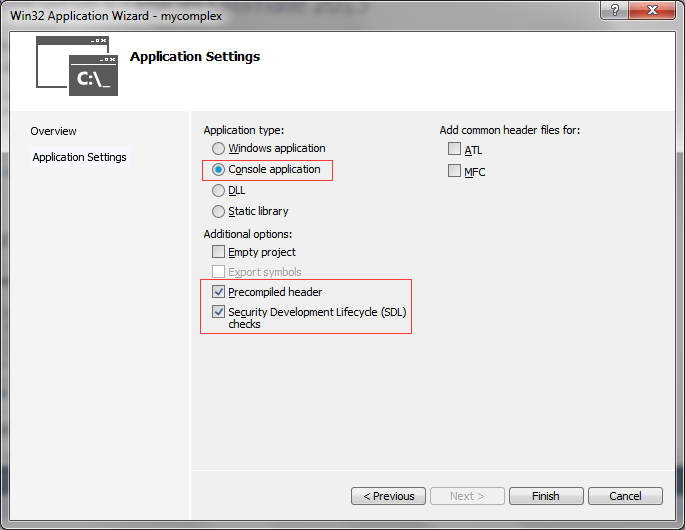 Win32 Application Wizard - mycomplex
C:\_
Application Settings
Overview
Application Settings
Application type:
Windows application
Console application
DLL
Static library
Add common header files for:
ATL
MFC
Additional options:
Empty project
Export symbols
Precompiled header
Security Development Lifecycle (SDL)
checks
< Previous
Next >
Finish
Cancel